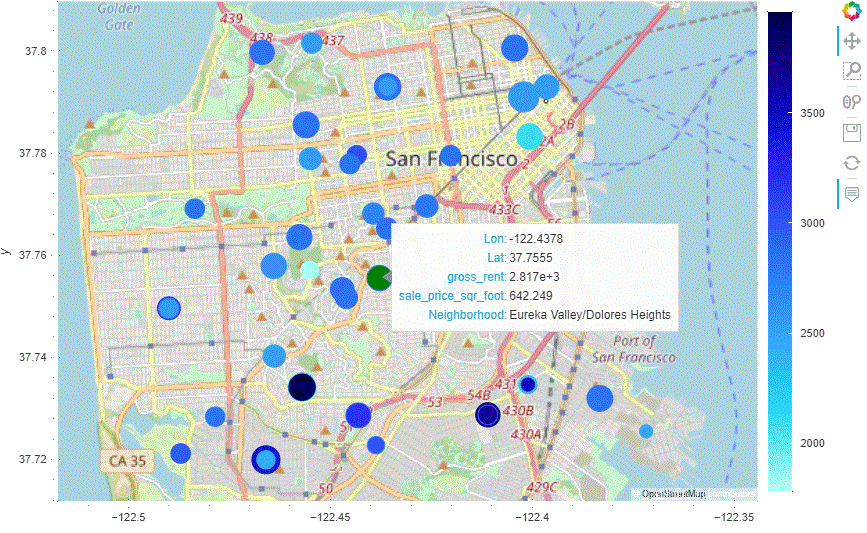 Golden
Gate
439
438
437
37.8
3500
2B
2A
2
37.78
San Francisco
1
433C
3000
37.76
Lon: -122.4378
Lat: 37.7555
gross_rent: 2.817e+3
sale_price_sqr_foot: 642.249
Neighborhood: Eureka Valley/Dolores Heights
y
2500
Port of
San Francisco
37.74
431
54B
53
430B
430A
2000
CA 35
37.72
50
429C
© OpenStreetMap contributors
−122.5
−122.45
−122.4
−122.35